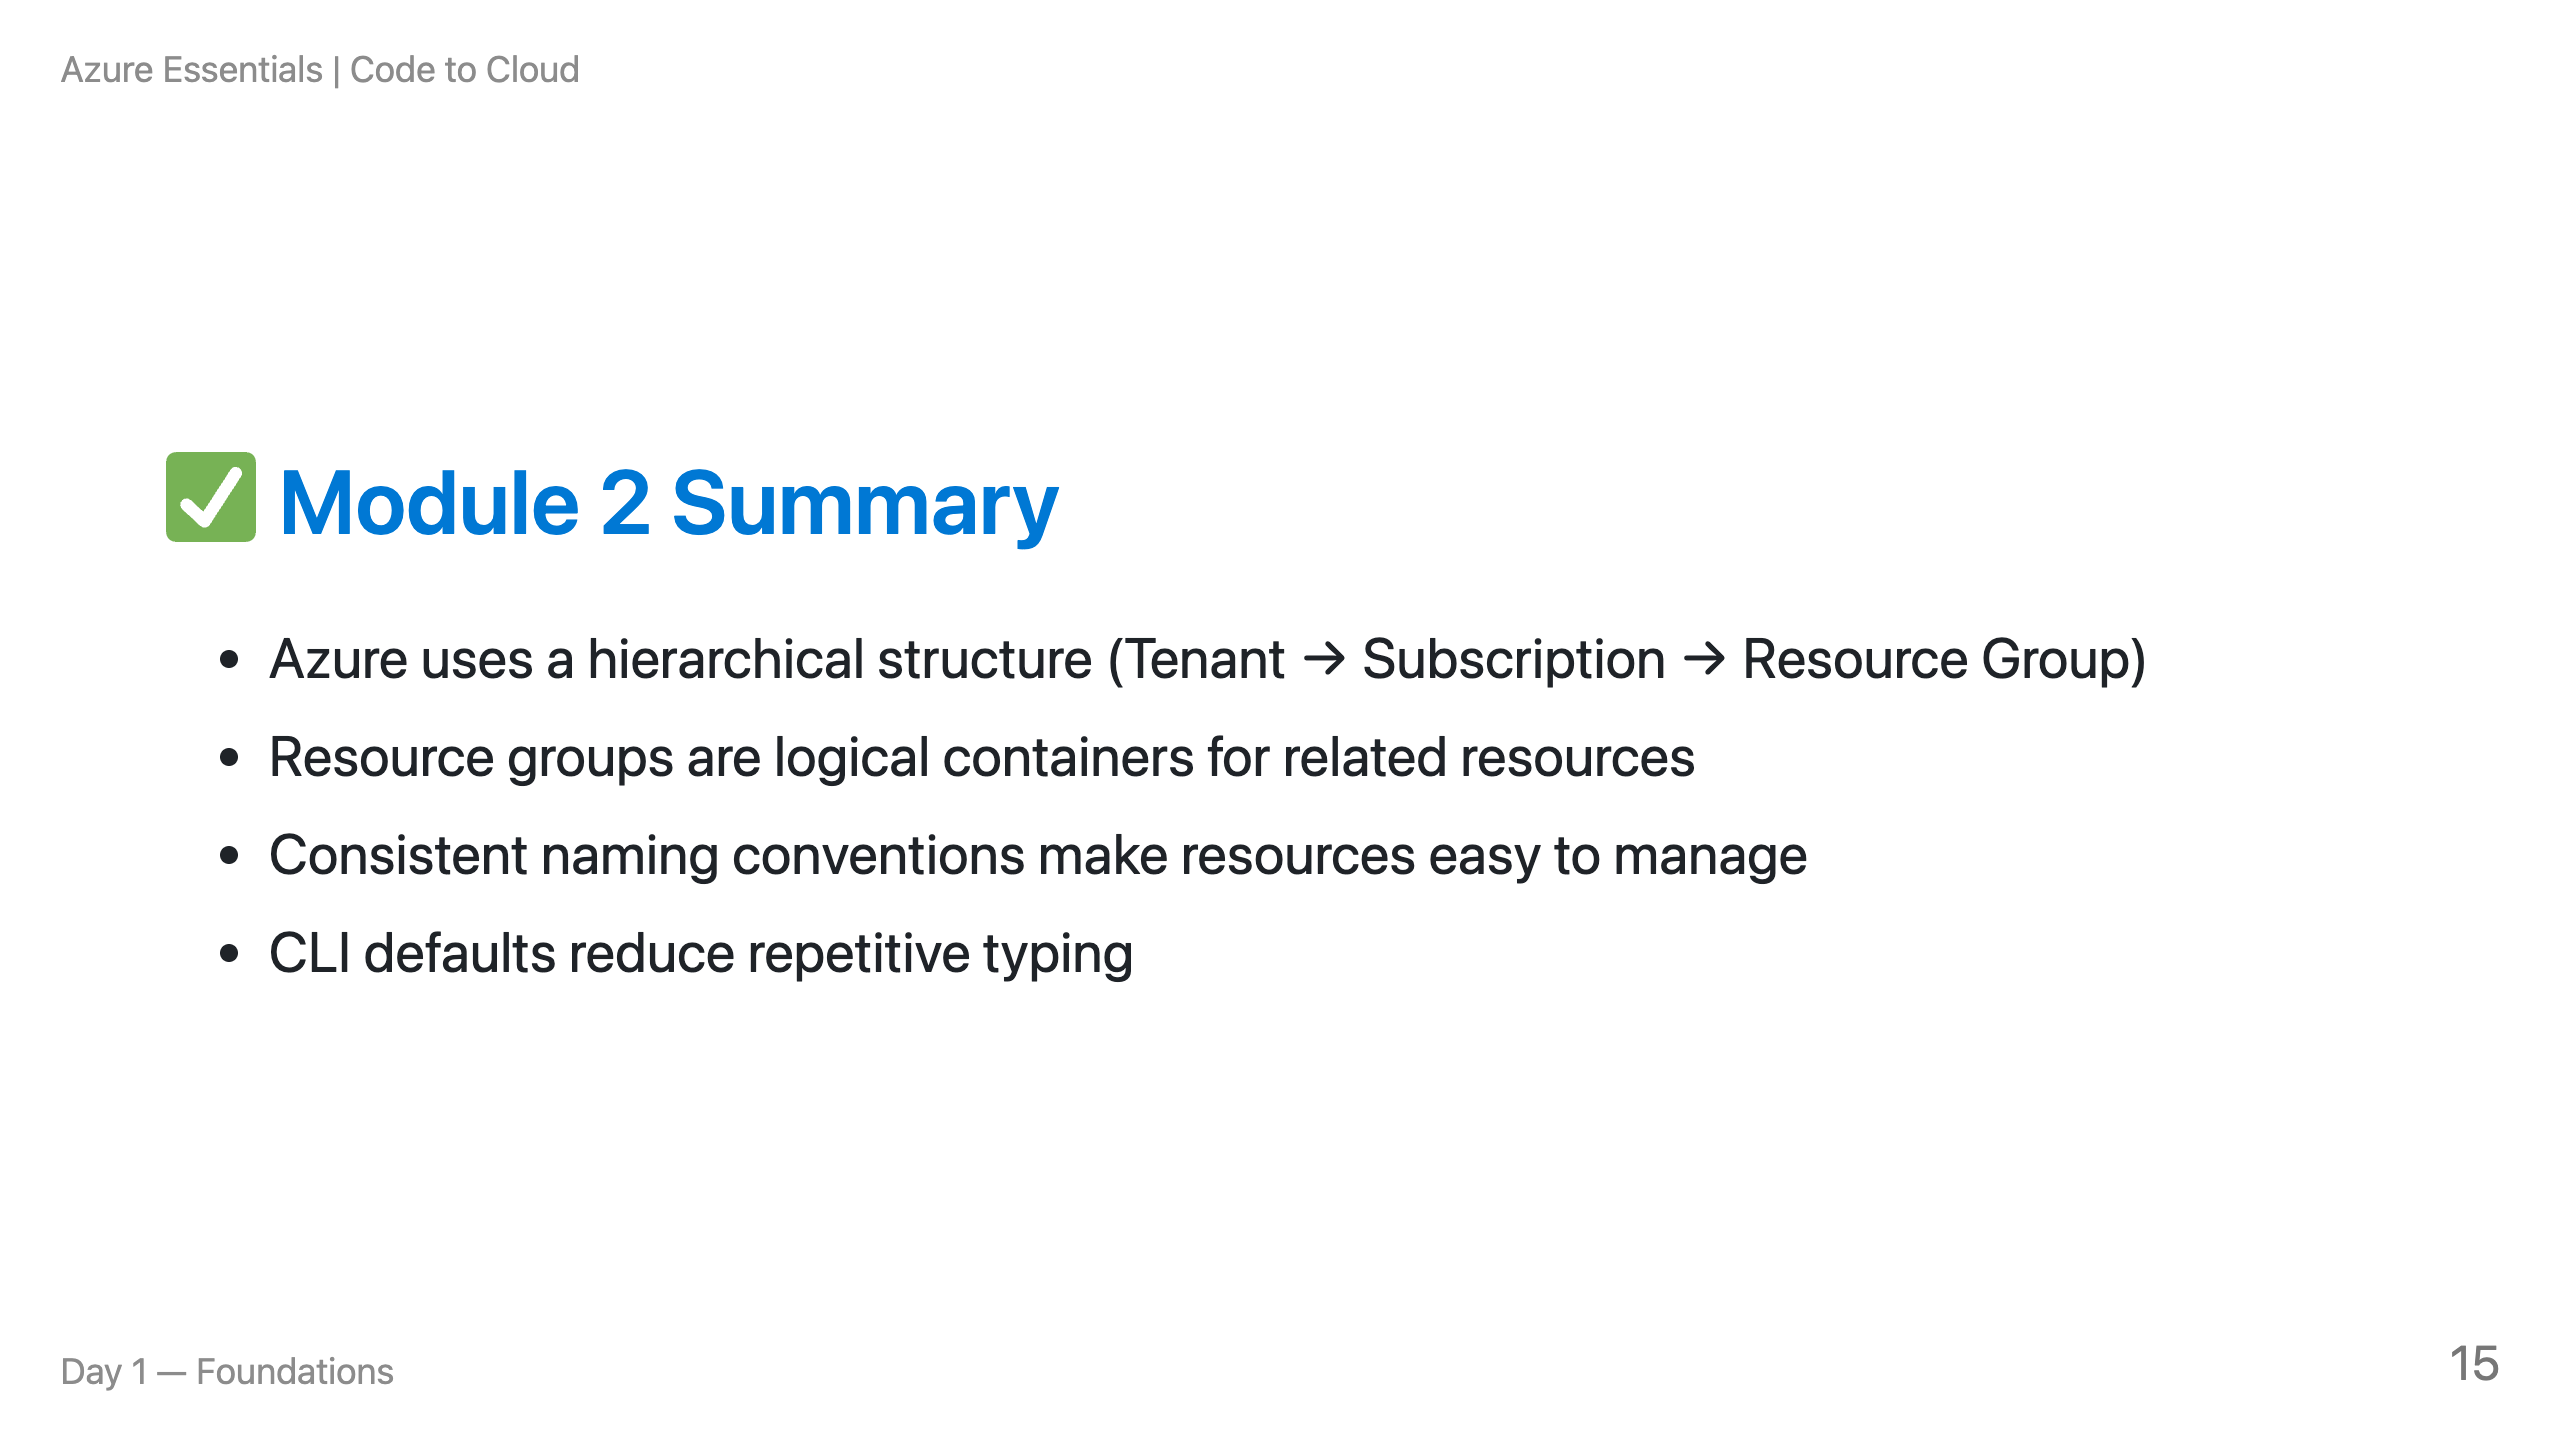 Azure Essentials | Code to Cloud
✅ Module 2 Summary
• Azure uses a hierarchical structure (Tenant → Subscription → Resource Group)
• Resource groups are logical containers for related resources
• Consistent naming conventions make resources easy to manage
• CLI defaults reduce repetitive typing
Day 1 — Foundations
15